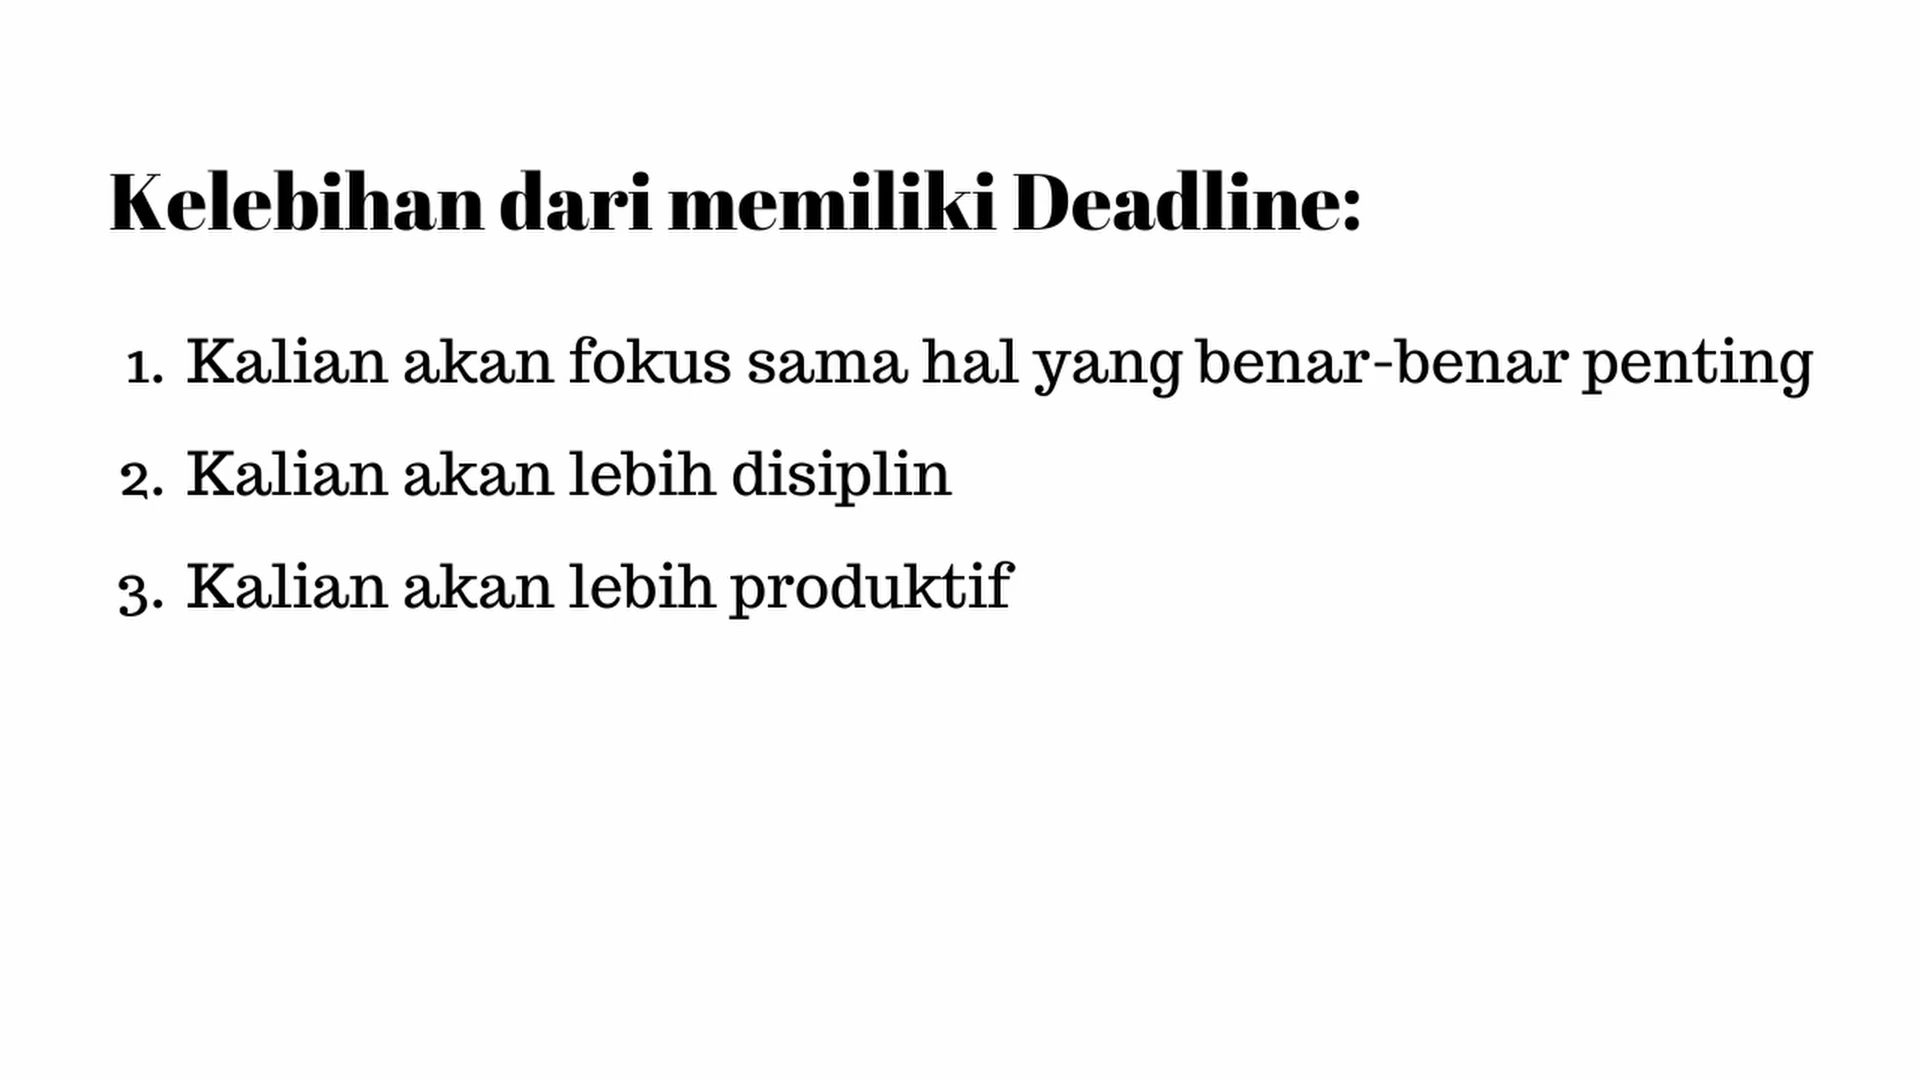 Kelebihan dari memiliki Deadline:
1. Kalian akan fokus sama hal yang benar-benar penting
2. Kalian akan lebih disiplin
3. Kalian akan lebih produktif